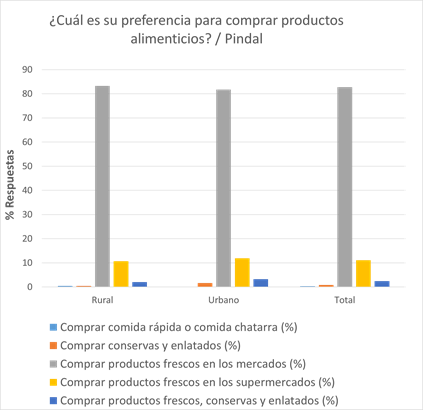 ¿Cuál es su preferencia para comprar productos
alimenticios? / Pindal
90
80
70
60
50
40
30
20
10
0
% Respuestas
Rural
Urbano
Total
Comprar comida rápida o comida chatarra (%)
Comprar conservas y enlatados (%)
Comprar productos frescos en los mercados (%)
Comprar productos frescos en los supermercados (%)
Comprar productos frescos, conservas y enlatados (%)